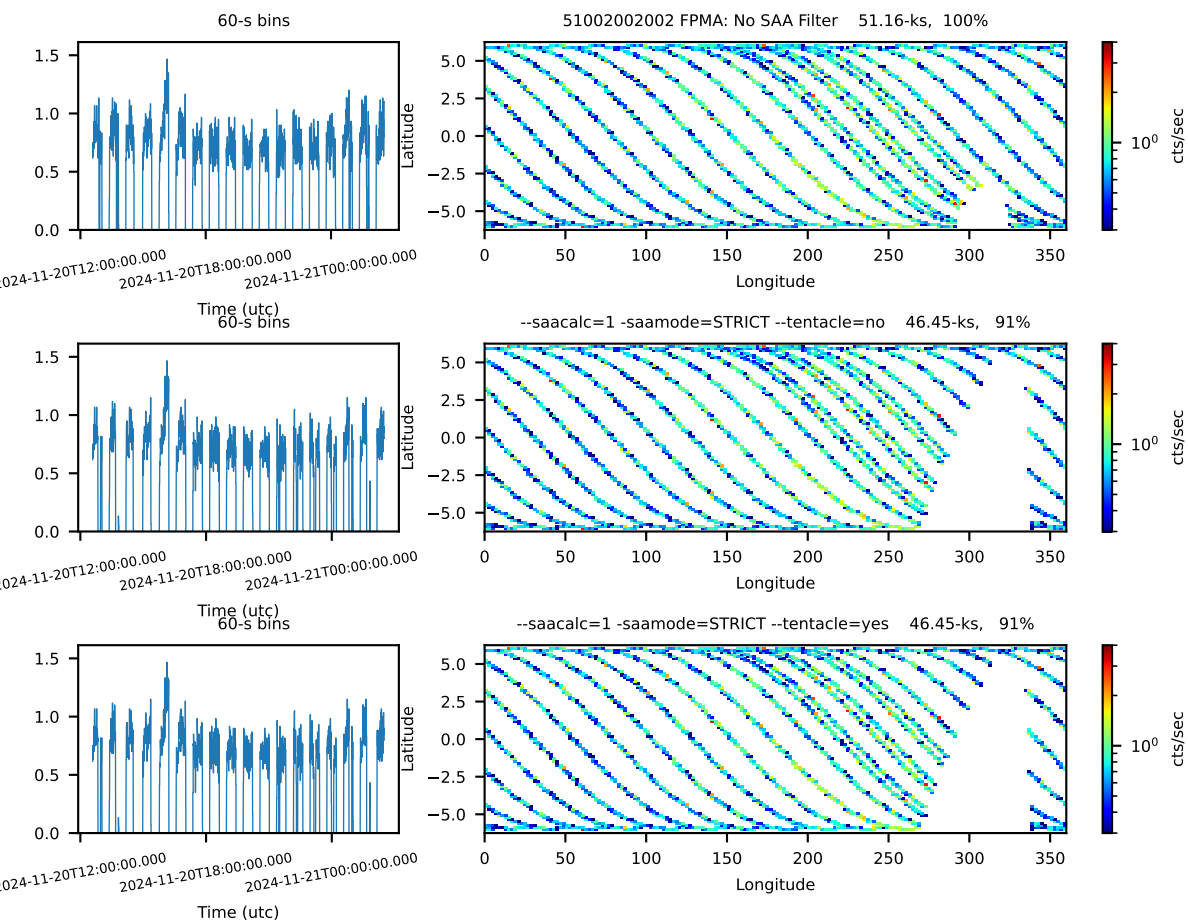 60-s bins
51002002002 FPMA: No SAA Filter 51.16-ks, 100%
1.5
1.0
0.5
0.0
2024-11-20T12:00:00.000
2024-11-20T18:00:00.000
2024-11-21T00:00:00.000
Time (utc)
Latitude
5.0
2.5
0.0
−2.5
−5.0
0 50 100 150 200 250 300 350
Longitude
10^0
cts/sec
60-s bins
--saacalc=1 -saamode=STRICT --tentacle=no 46.45-ks, 91%
1.5
1.0
0.5
0.0
2024-11-20T12:00:00.000
2024-11-20T18:00:00.000
2024-11-21T00:00:00.000
Time (utc)
Latitude
5.0
2.5
0.0
−2.5
−5.0
0 50 100 150 200 250 300 350
Longitude
10^0
cts/sec
60-s bins
--saacalc=1 -saamode=STRICT --tentacle=yes 46.45-ks, 91%
1.5
1.0
0.5
0.0
2024-11-20T12:00:00.000
2024-11-20T18:00:00.000
2024-11-21T00:00:00.000
Time (utc)
Latitude
5.0
2.5
0.0
−2.5
−5.0
0 50 100 150 200 250 300 350
Longitude
10^0
cts/sec